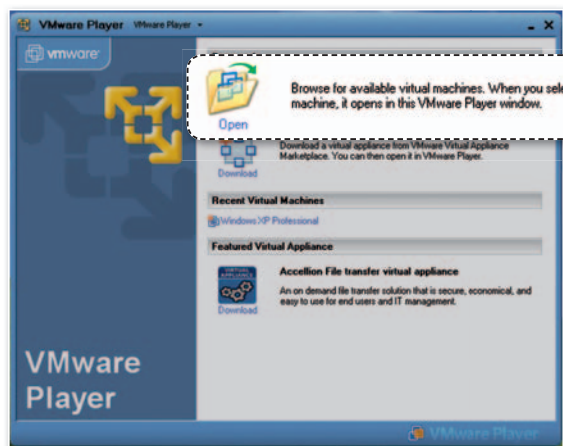 VMware Player VMware Player
vmware
Browse for available virtual machines. When you sele
machine, it opens in this VMware Player window.
Open
Download a virtual appliance from VMware Virtual Appliance
Marketplace. You can then open it in VMware Player.
Download
Recent Virtual Machines
Windows XP Professional
Featured Virtual Appliance
VIRTUAL
APPLIANCE
Accellion File transfer virtual appliance
An on demand file transfer solution that is secure, economical, and
easy to use for end users and IT management.
Download
VMware
Player
VMware Player